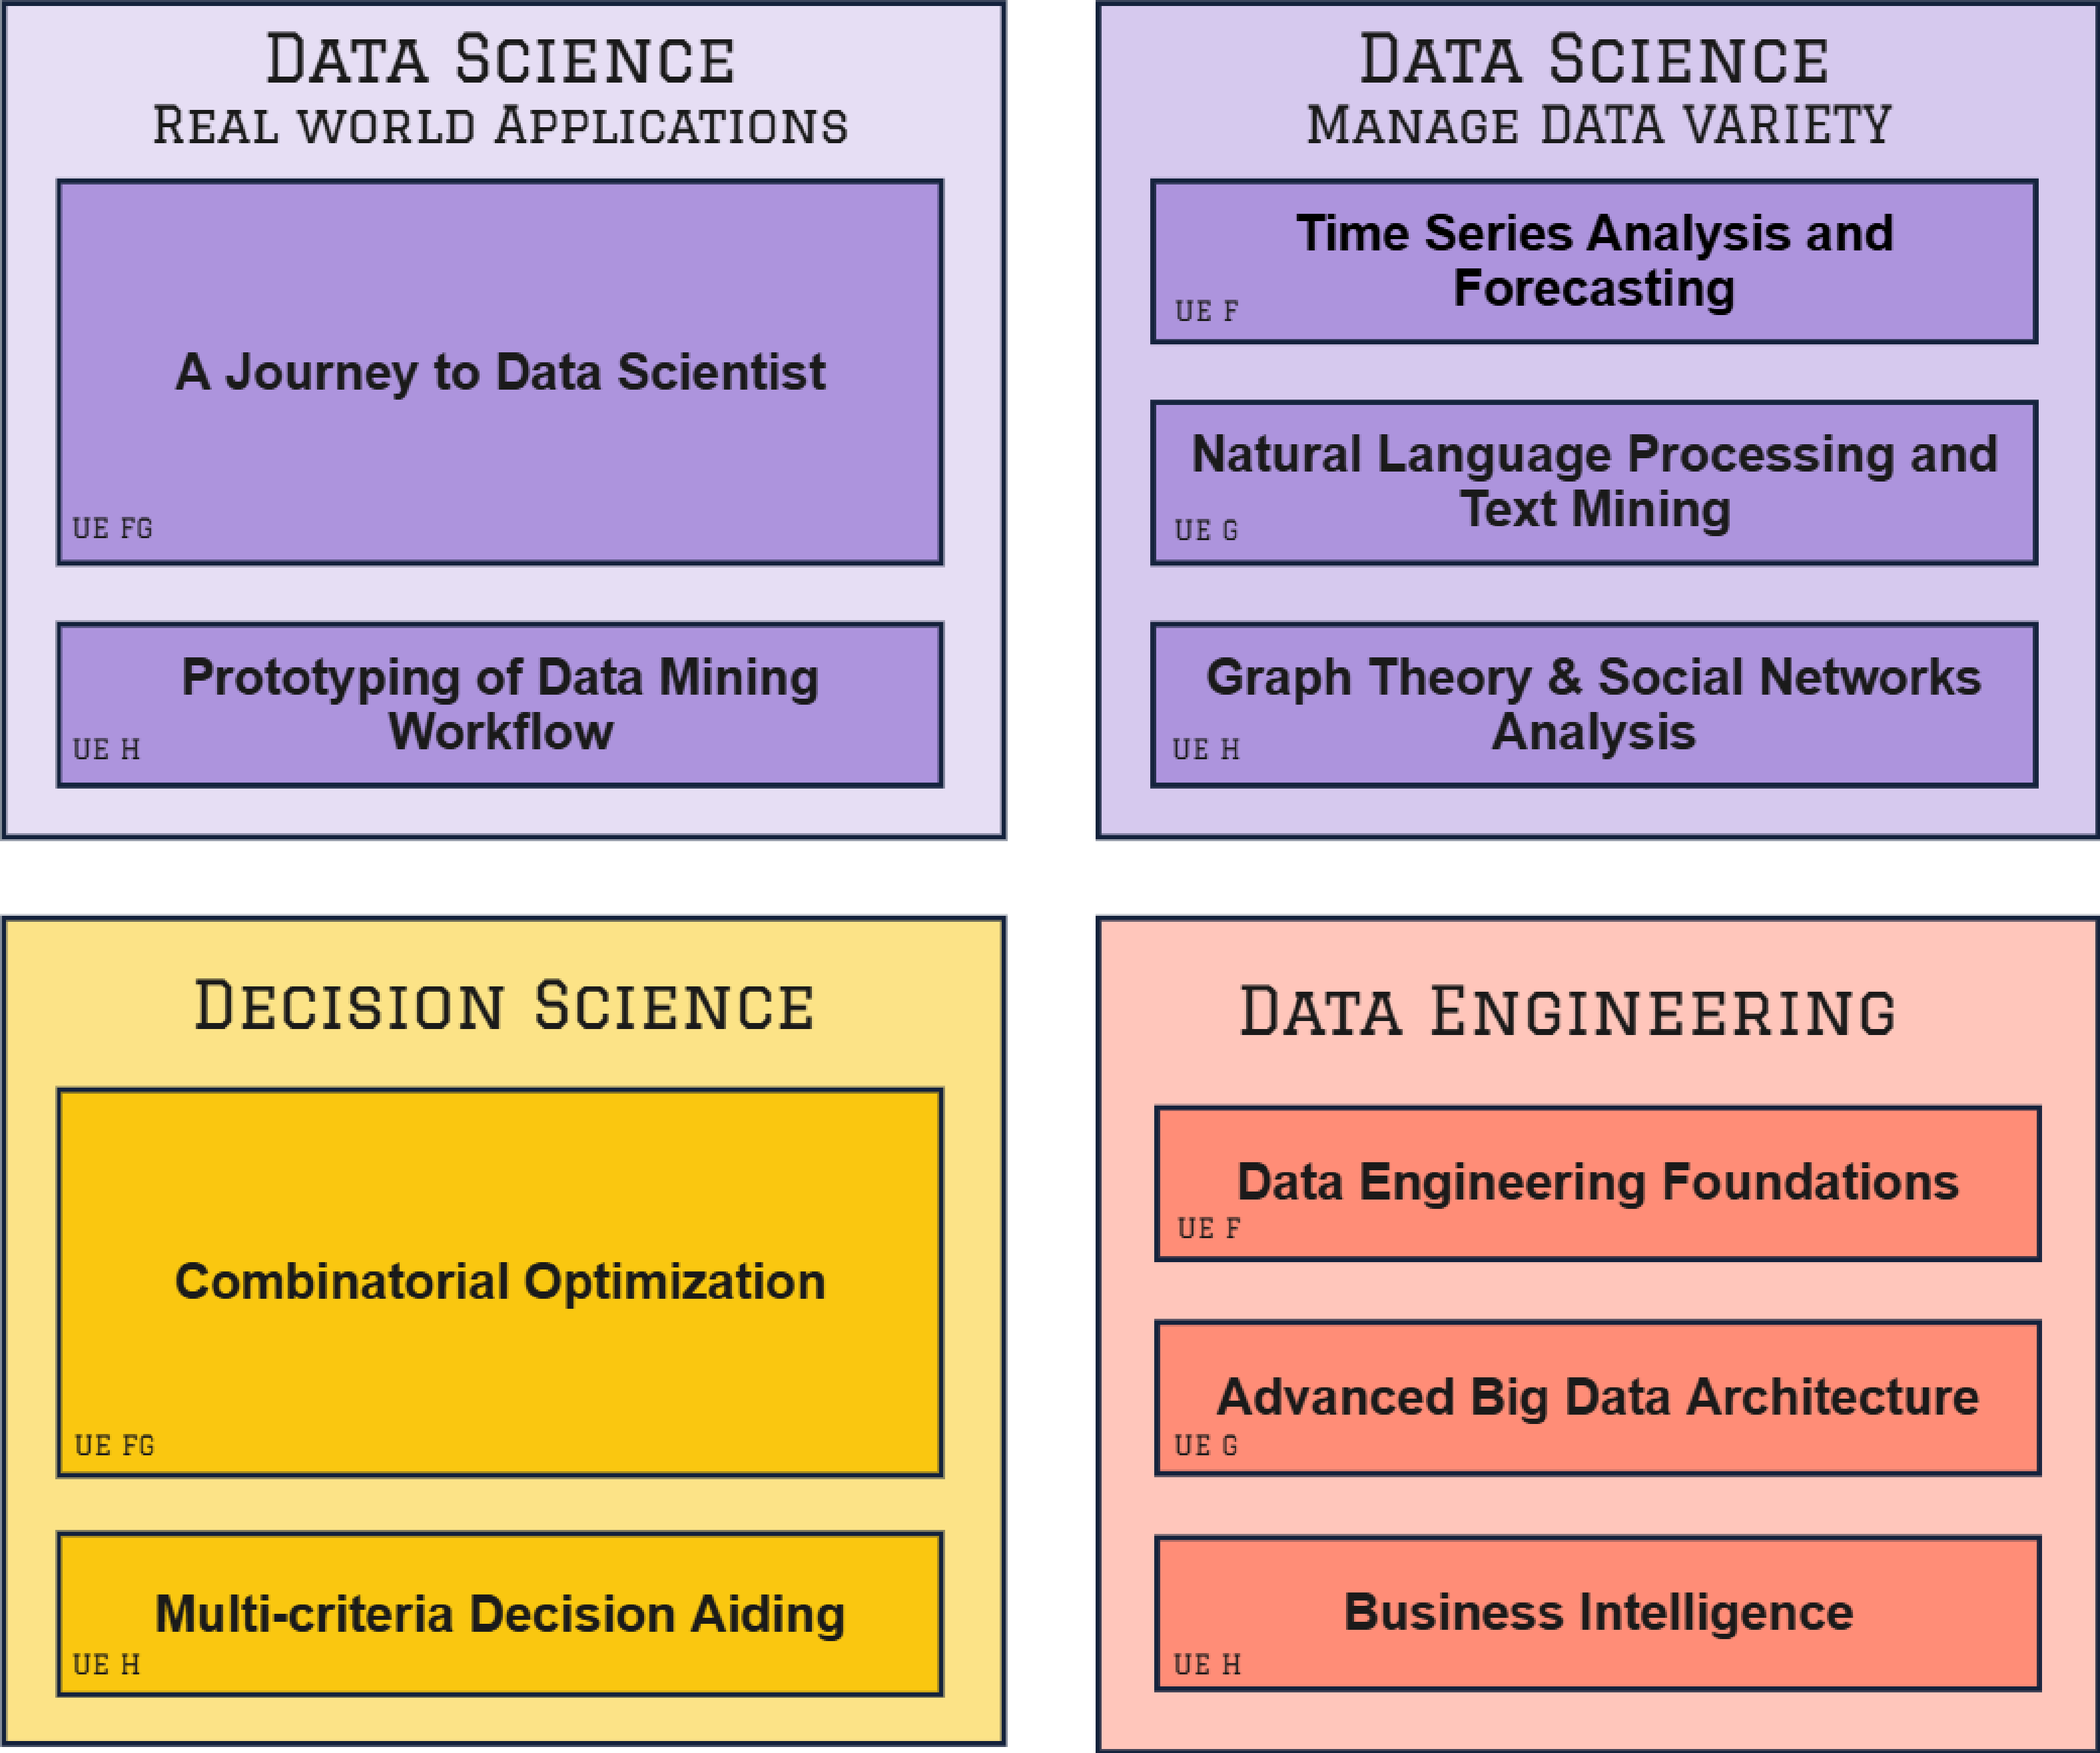 Data Science
Real world Applications
A Journey to Data Scientist
UE FG
Prototyping of Data Mining
Workflow
UE H
Data Science
Manage DATA VARIETY
Time Series Analysis and
Forecasting
UE F
Natural Language Processing and
Text Mining
UE G
Graph Theory & Social Networks
Analysis
UE H
Decision Science
Combinatorial Optimization
UE FG
Multi-criteria Decision Aiding
UE H
Data Engineering
Data Engineering Foundations
UE F
Advanced Big Data Architecture
UE G
Business Intelligence
UE H